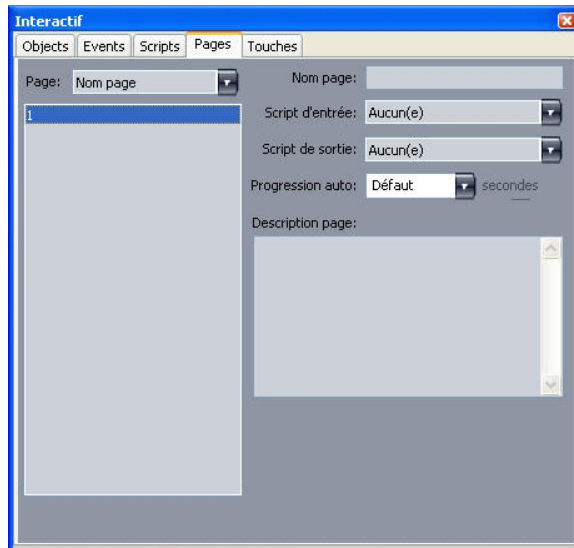 Interactif
Objects Events Scripts Pages Touches
Page: Nom page
1
Nom page:
Script d'entrée: Aucun(e)
Script de sortie: Aucun(e)
Progression auto: Défaut secondes
Description page: